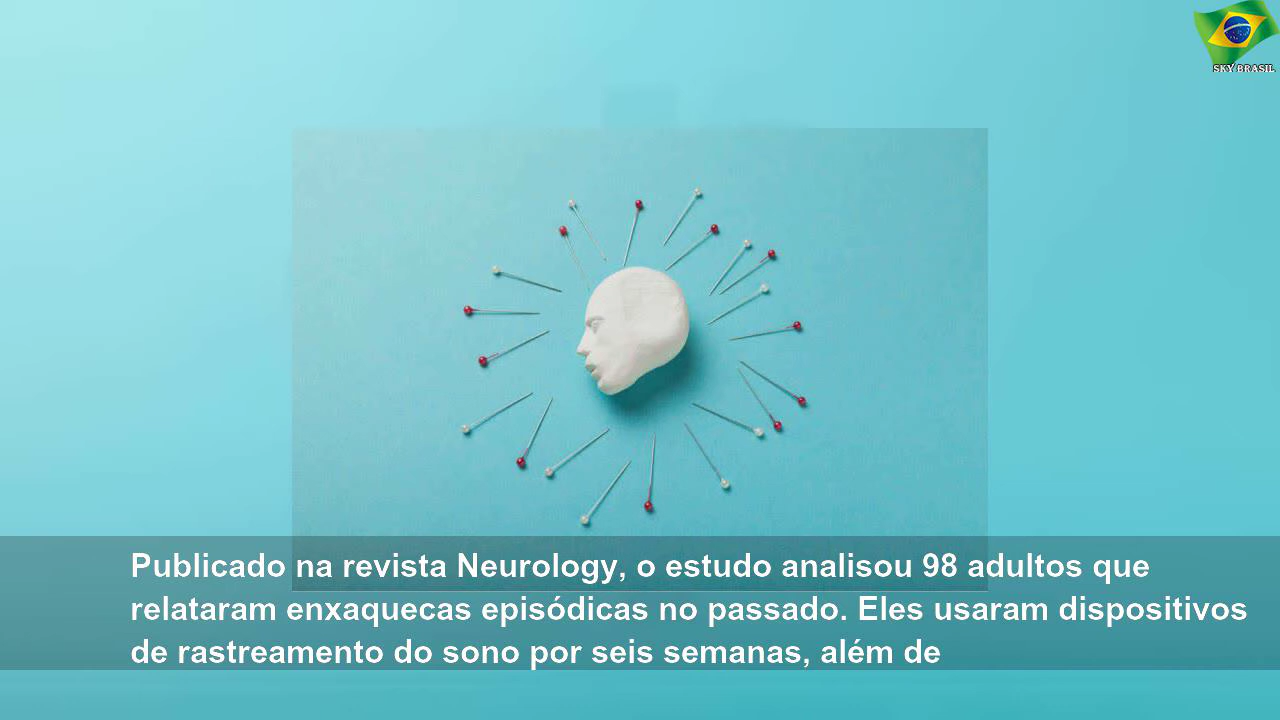 SKY BRASIL
Publicado na revista Neurology, o estudo analisou 98 adultos que
relataram enxaquecas episódicas no passado. Eles usaram dispositivos
de rastreamento do sono por seis semanas, além de